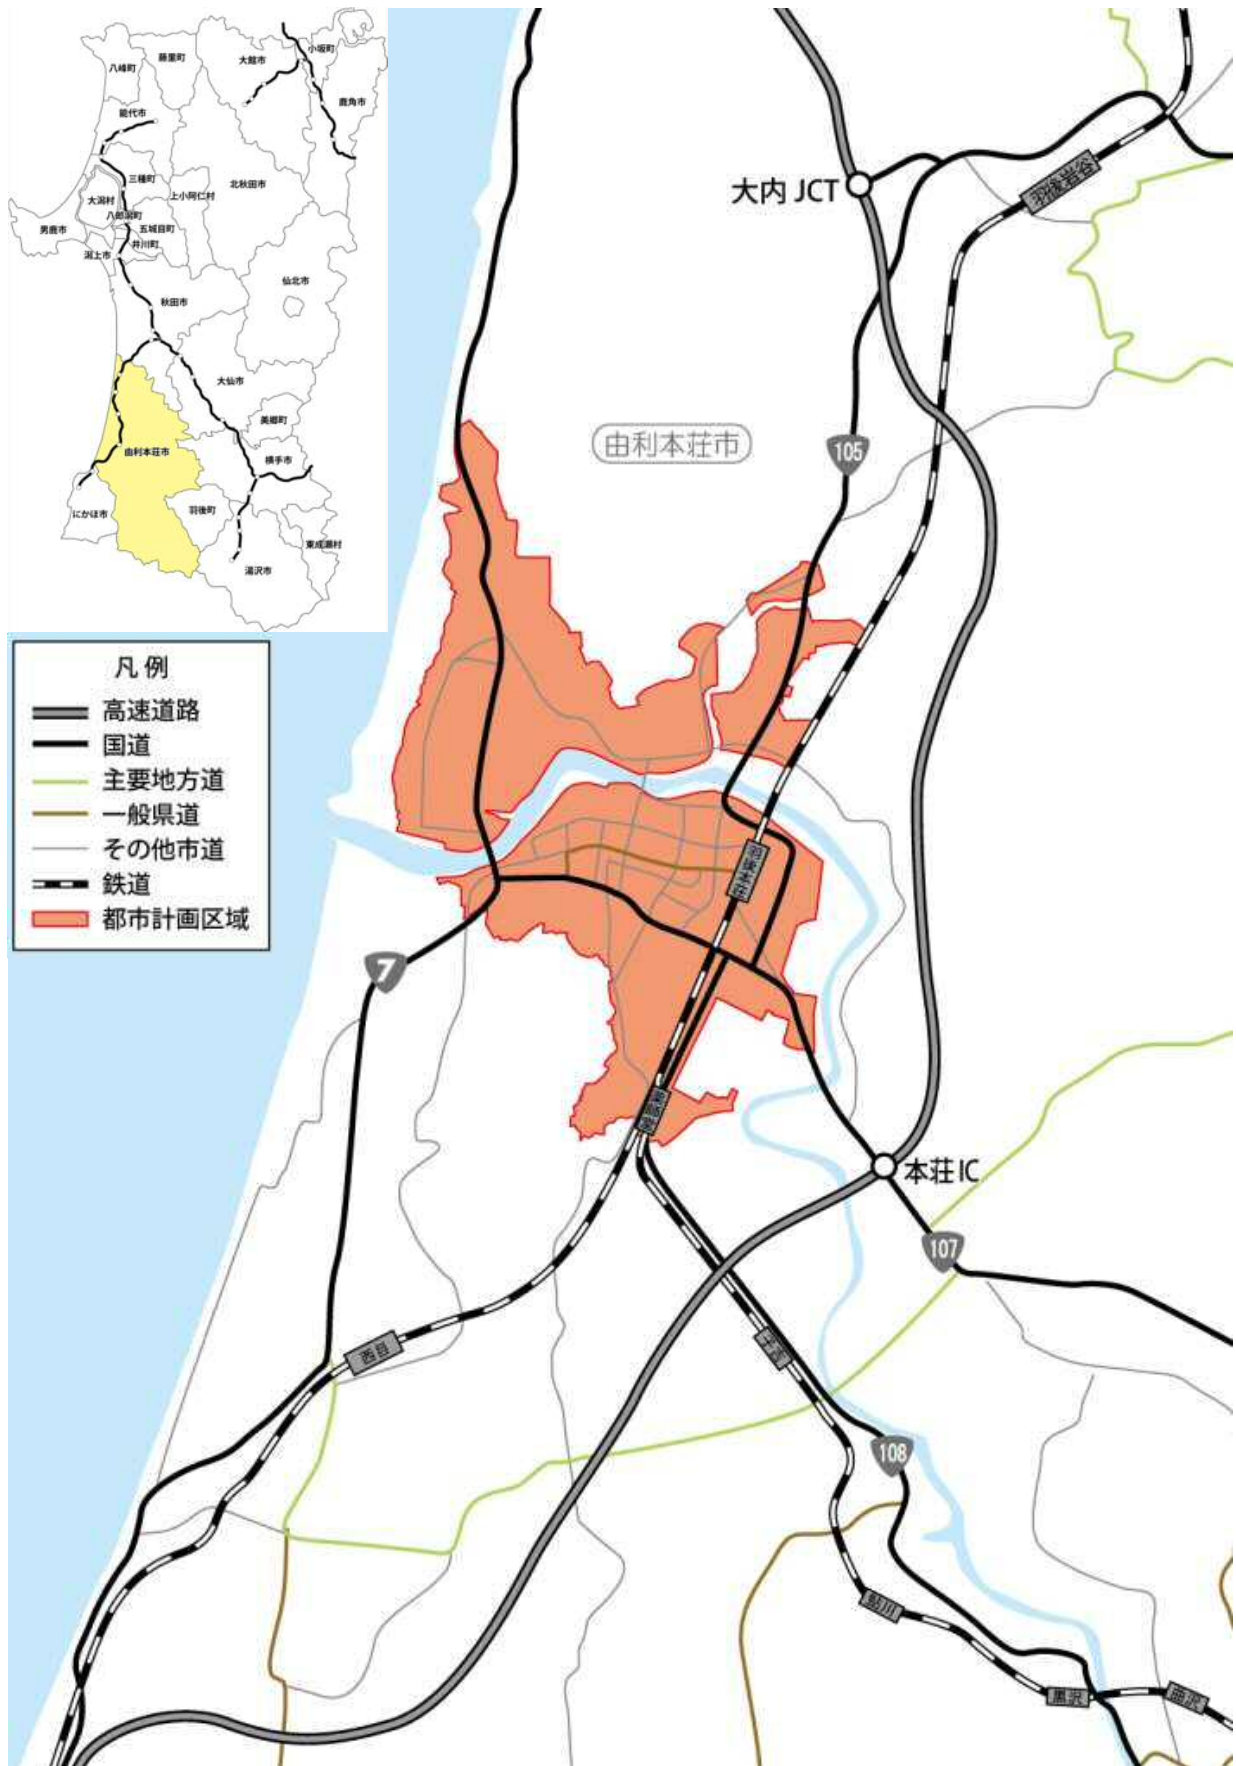 小坂町
藤里町
大館市
八峰町
鹿角市
能代市
三種町
北秋田市
上小阿仁村
大潟村
八郎潟町
五城目町
男鹿市
井川町
潟上市
仙北市
秋田市
大仙市
美郷町
由利本荘市
横手市
にかほ市
羽後町
東成瀬村
湯沢市
大内 JCT
羽後岩谷
由利本荘市
105
凡 例
高速道路
国道
主要地方道
一般県道
その他市道
鉄道
都市計画区域
羽後本荘
7
薬師堂
本荘 IC
107
西目
子吉
108
鮎川
黒沢
曲沢